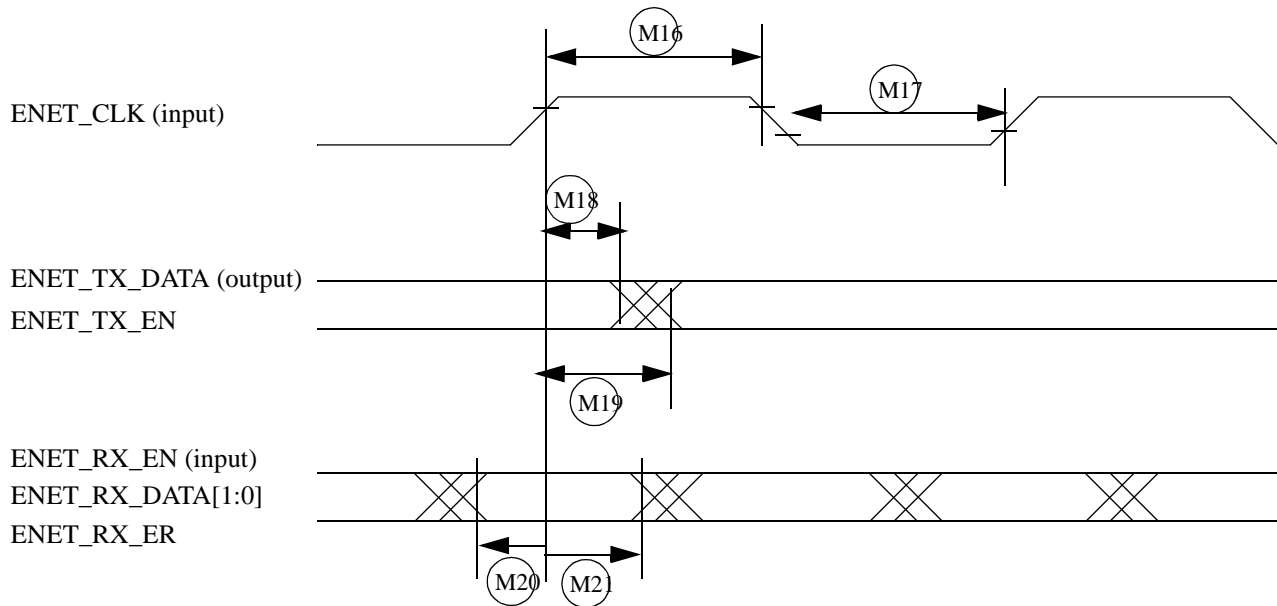 M16
M17
ENET_CLK (input)
M18
ENET_TX_DATA (output)
ENET_TX_EN
M19
ENET_RX_EN (input)
ENET_RX_DATA[1:0]
ENET_RX_ER
M20
M21